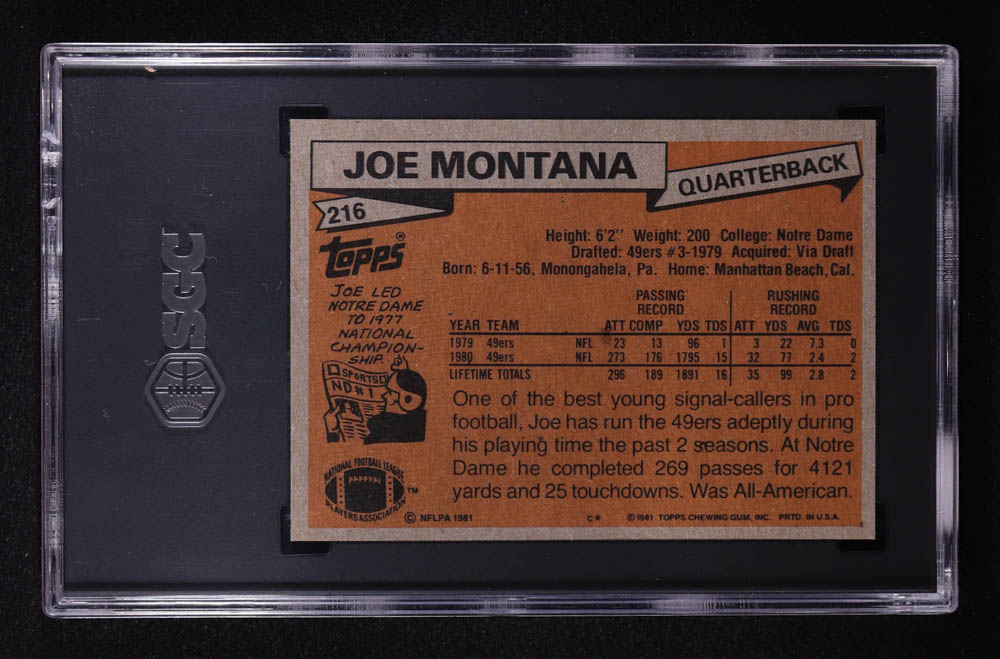 JOE MONTANA
QUARTERBACK
216
topps®
Height: 6'2'' Weight: 200 College: Notre Dame
Drafted: 49ers #3-1979 Acquired: Via Draft
Born: 6-11-56, Monongahela, Pa. Home: Manhattan Beach, Cal.
JOE LED
NOTRE DAME
TO 1977
NATIONAL
CHAMPION-
SHIP.
SPORTS
ND #1
PASSING RECORD RUSHING RECORD
YEAR TEAM ATT COMP YDS TDS ATT YDS AVG TDS
1979 49ers NFL 23 13 96 1 3 22 7.3 0
1980 49ers NFL 273 176 1795 15 32 77 2.4 2
LIFETIME TOTALS 296 189 1891 16 35 99 2.8 2
One of the best young signal-callers in pro
football, Joe has run the 49ers adeptly during
his playing time the past 2 seasons. At Notre
Dame he completed 269 passes for 4121
yards and 25 touchdowns. Was All-American.
NATIONAL FOOTBALL LEAGUE
PLAYERS ASSOCIATION
TM
© NFLPA 1981
C* © 1981 TOPPS CHEWING GUM, INC. PRTD. IN U.S.A.
SGC